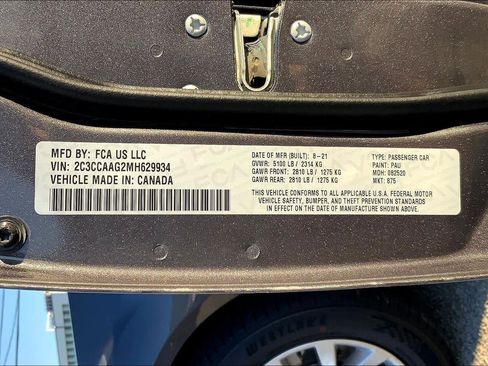 MFD BY: FCA US LLC
VIN: 2C3CCAAG2MH629934
VEHICLE MADE IN: CANADA
DATE OF MFR (BUILT): 8-21
GVWR: 5100 LB / 2314 KG
GAWR FRONT: 2810 LB / 1275 KG
GAWR REAR: 2810 LB / 1275 KG
TYPE: PASSENGER CAR
PAINT: PAU
MDH: 082520
MKT: 875
THIS VEHICLE CONFORMS TO ALL APPLICABLE U.S.A. FEDERAL MOTOR
VEHICLE SAFETY, BUMPER, AND THEFT PREVENTION STANDARDS
IN EFFECT ON THE DATE OF MANUFACTURE SHOWN ABOVE.
WESTLAKE